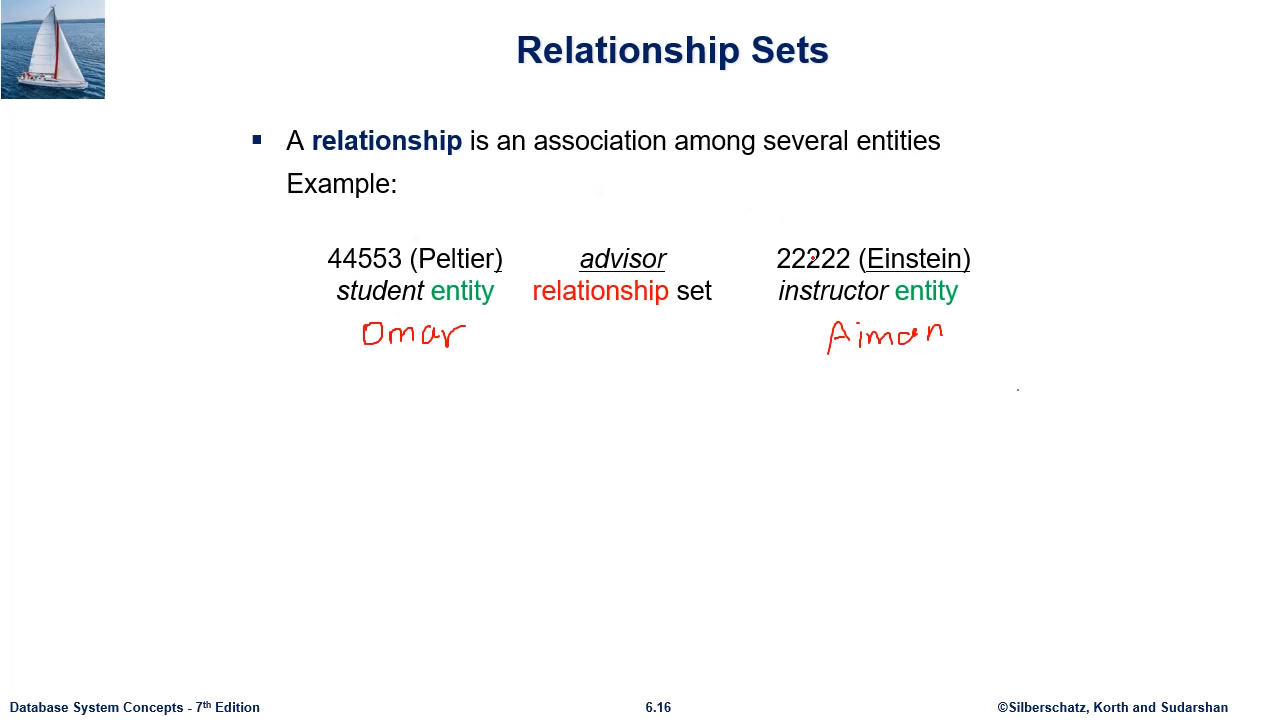 Relationship Sets
▪ A relationship is an association among several entities
Example:
44553 (Peltier) advisor 22222 (Einstein)
student entity relationship set instructor entity
Omar Aiman
Database System Concepts - 7th Edition 6.16 ©Silberschatz, Korth and Sudarshan